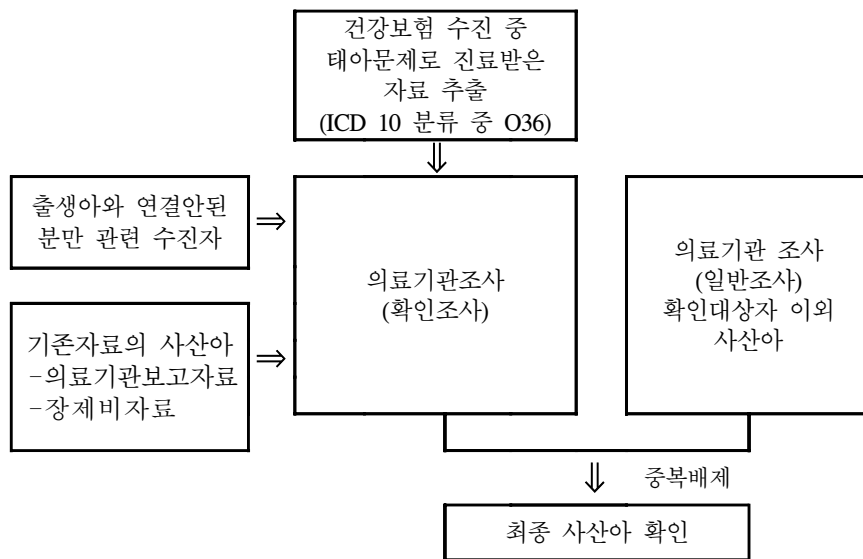 건강보험 수진 중
태아문제로 진료받은
자료 추출
(ICD 10 분류 중 O36)
⇓
출생아와 연결안된
분만 관련 수진자
⇒
기존자료의 사산아
-의료기관보고자료
-장제비자료
⇒
의료기관조사
(확인조사)
의료기관 조사
(일반조사)
확인대상자 이외
사산아
⇓ 중복배제
최종 사산아 확인